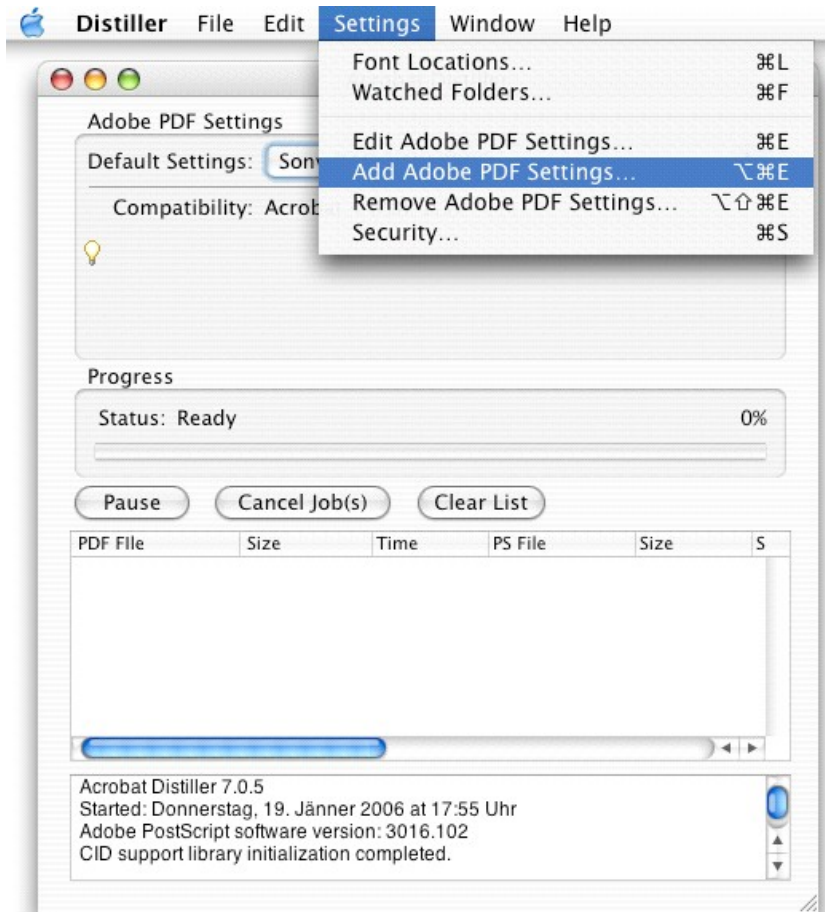 Distiller File Edit Settings Window Help
Font Locations... ⌘L
Watched Folders... ⌘F
Edit Adobe PDF Settings... ⌘E
Add Adobe PDF Settings... ⌥⌘E
Remove Adobe PDF Settings... ⌥⇧⌘E
Security... ⌘S
Adobe PDF Settings
Default Settings:
Compatibility:
Progress
Status: Ready 0%
Pause Cancel Job(s) Clear List
PDF FIle Size Time PS File Size S
Acrobat Distiller 7.0.5
Started: Donnerstag, 19. Jänner 2006 at 17:55 Uhr
Adobe PostScript software version: 3016.102
CID support library initialization completed.